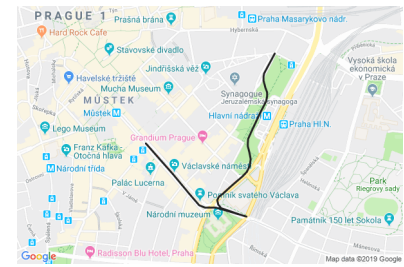 PRAGUE 1
Prašná brána
Praha Masarykovo nádr.
Hard Rock Cafe
Hybernská
Stavovské divadlo
Vysoká škola
ekonomická
v Praze
Jindřišská věž
Havelské tržiště
Synagogue
Jeruzalemská synagoga
Mucha Museum
MŮSTEK
Můstek
Hlavní nádraží
Praha Hl.N.
Lego Museum
Grandium Prague
Franz Kafka -
Otočná hlava
Václavské náměstí
Národní třída
Park
Riegrovy sady
Palác Lucerna
Pomník svatého Václava
Národní muzeum
Památník 150 let Sokola
Radisson Blu Hotel, Praha
Římská
Google
Map data ©2019 Google